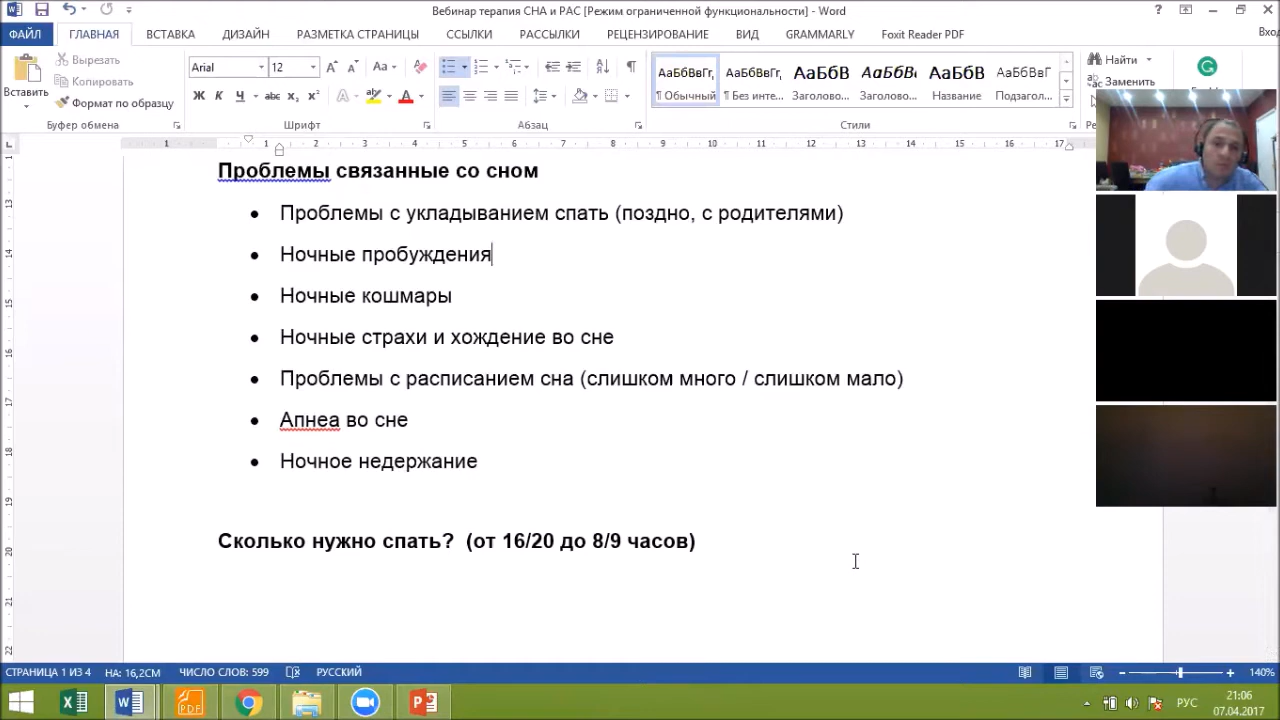 Вебинар терапия СНА и РАС [Режим ограниченной функциональности] - Word
ФАЙЛ ГЛАВНАЯ ВСТАВКА ДИЗАЙН РАЗМЕТКА СТРАНИЦЫ ССЫЛКИ РАССЫЛКИ РЕЦЕНЗИРОВАНИЕ ВИД GRAMMARLY Foxit Reader PDF Вход
Вставить
Вырезать
Копировать
Формат по образцу
Буфер обмена
Arial 12
Шрифт
Абзац
АаБбВвГг, АаБбВвГг, АаБбВ АаБбВ АаБбВ АаБбВвГ
¶ Обычный ¶ Без инте... Заголово... Заголово... Название Подзагол...
Стили
Найти
Заменить
Проблемы связанные со сном
• Проблемы с укладыванием спать (поздно, с родителями)
• Ночные пробуждения
• Ночные кошмары
• Ночные страхи и хождение во сне
• Проблемы с расписанием сна (слишком много / слишком мало)
• Апнеа во сне
• Ночное недержание
Сколько нужно спать? (от 16/20 до 8/9 часов)
СТРАНИЦА 1 ИЗ 4 НА: 16,2СМ ЧИСЛО СЛОВ: 599 РУССКИЙ 140%
РУС
21:06
07.04.2017